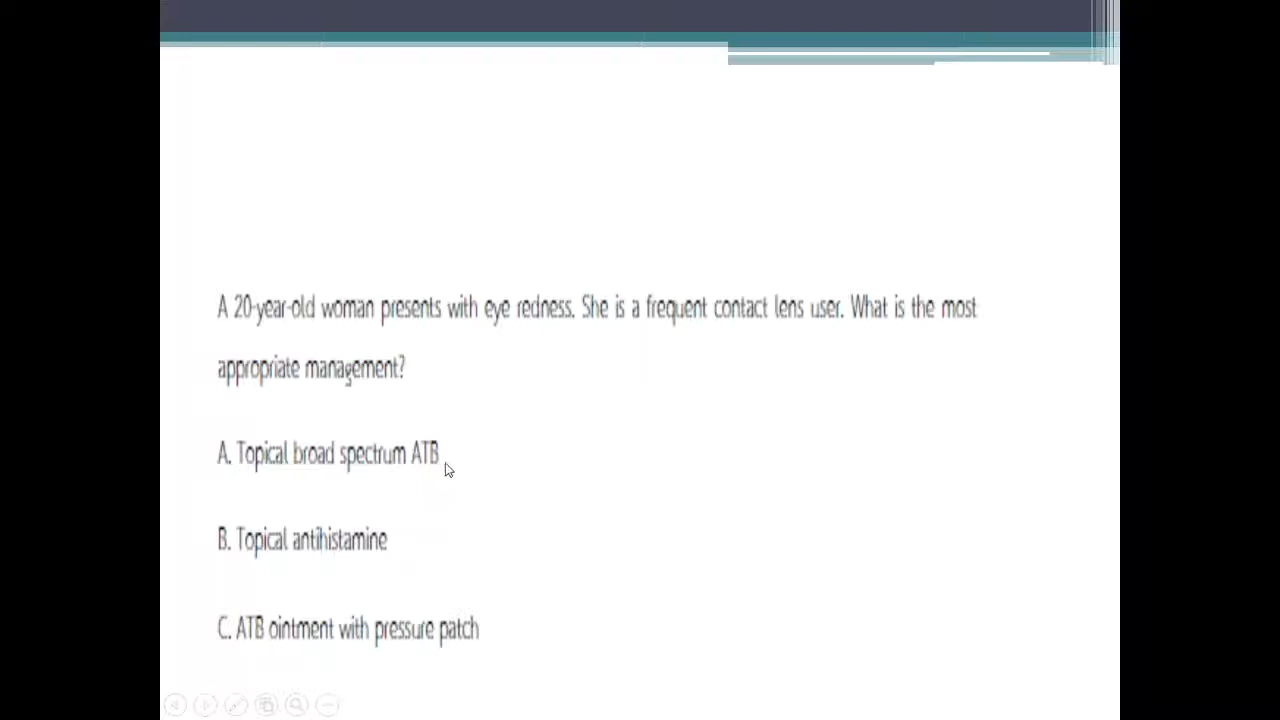 A 20-year-old woman presents with eye redness. She is a frequent contact lens user. What is the most
appropriate management?
A. Topical broad spectrum ATB
B. Topical antihistamine
C. ATB ointment with pressure patch